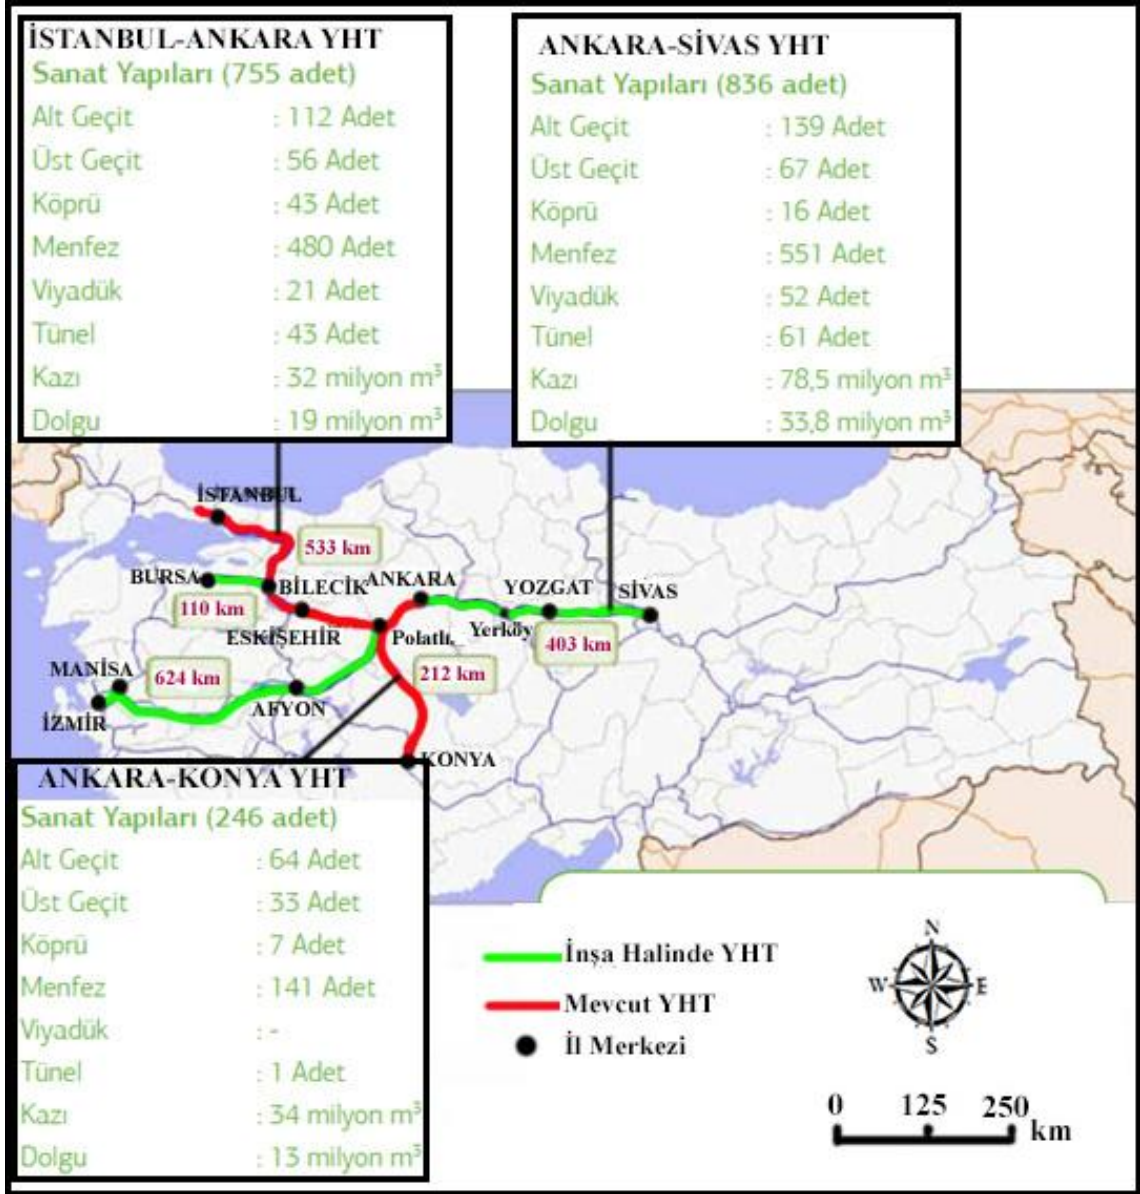 İSTANBUL-ANKARA YHT
Sanat Yapıları (755 adet)
Alt Geçit : 112 Adet
Üst Geçit : 56 Adet
Köprü : 43 Adet
Menfez : 480 Adet
Viyadük : 21 Adet
Tünel : 43 Adet
Kazı : 32 milyon m³
Dolgu : 19 milyon m³
ANKARA-SİVAS YHT
Sanat Yapıları (836 adet)
Alt Geçit : 139 Adet
Üst Geçit : 67 Adet
Köprü : 16 Adet
Menfez : 551 Adet
Viyadük : 52 Adet
Tünel : 61 Adet
Kazı : 78,5 milyon m³
Dolgu : 33,8 milyon m³
İSTANBUL
533 km
BURSA
BİLECİK
ANKARA
YOZGAT
SİVAS
110 km
ESKİŞEHİR
Polatlı
Yerköy
403 km
MANİSA
624 km
212 km
İZMİR
AFYON
KONYA
ANKARA-KONYA YHT
Sanat Yapıları (246 adet)
Alt Geçit : 64 Adet
Üst Geçit : 33 Adet
Köprü : 7 Adet
Menfez : 141 Adet
Viyadük : -
Tünel : 1 Adet
Kazı : 34 milyon m³
Dolgu : 13 milyon m³
İnşa Halinde YHT
Mevcut YHT
İl Merkezi
N
W E
S
0 125 250
km